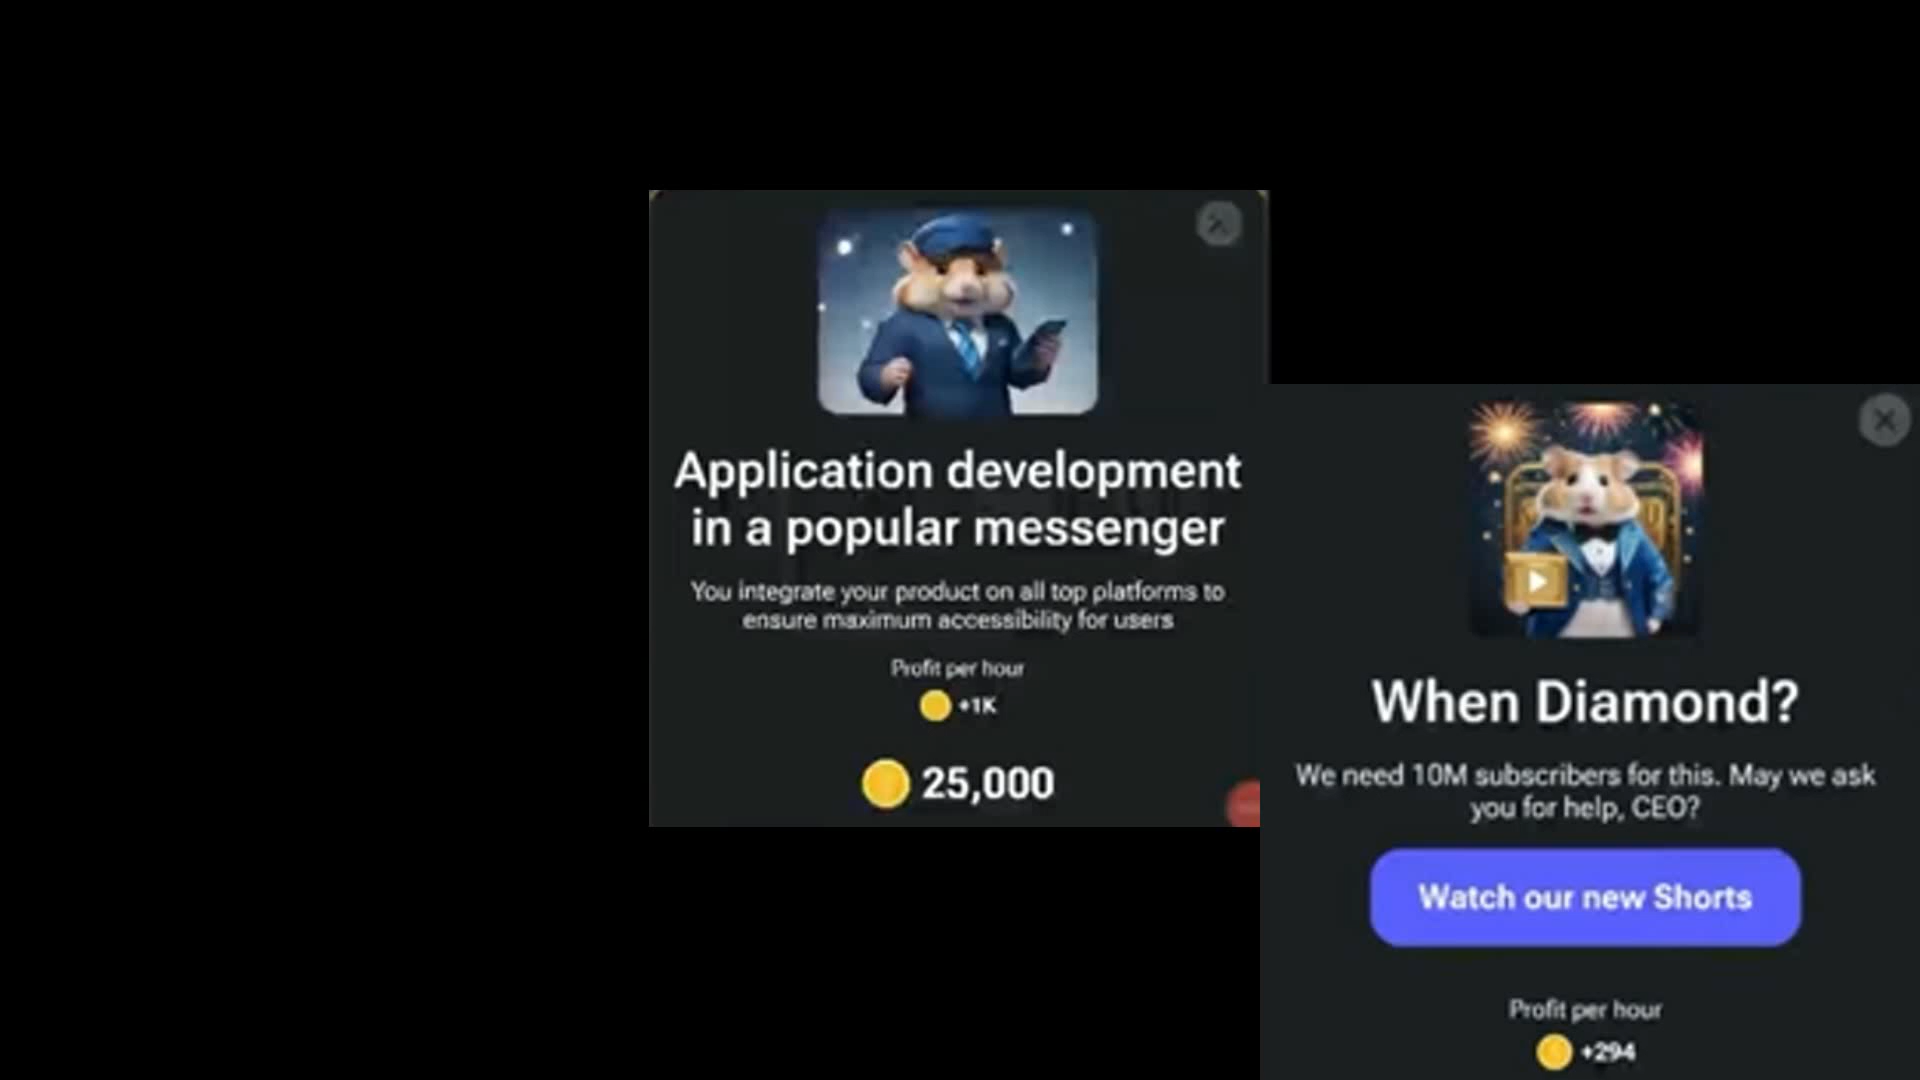 Application development
in a popular messenger
You integrate your product on all top platforms to
ensure maximum accessibility for users
Profit per hour
+1K
25,000
When Diamond?
We need 10M subscribers for this. May we ask
you for help, CEO?
Watch our new Shorts
Profit per hour
+294